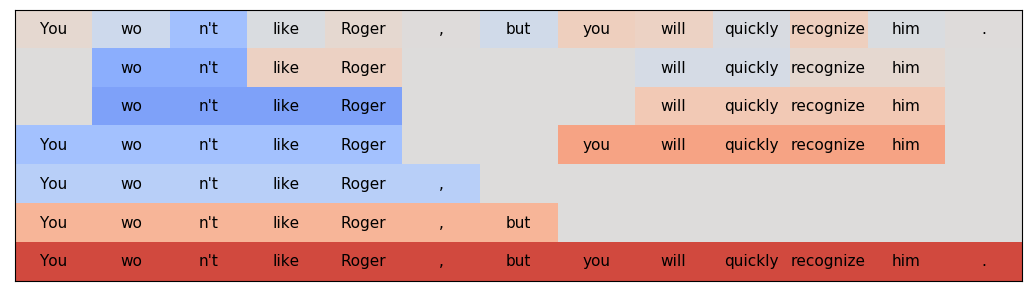 You wo n't like Roger , but you will quickly recognize him .
wo n't like Roger will quickly recognize him
wo n't like Roger will quickly recognize him
You wo n't like Roger you will quickly recognize him
You wo n't like Roger ,
You wo n't like Roger , but
You wo n't like Roger , but you will quickly recognize him .